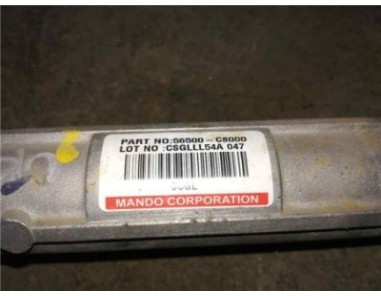 PART NO:56500-C8000
LOT NO :CSGLLL54A 047
MANDO CORPORATION